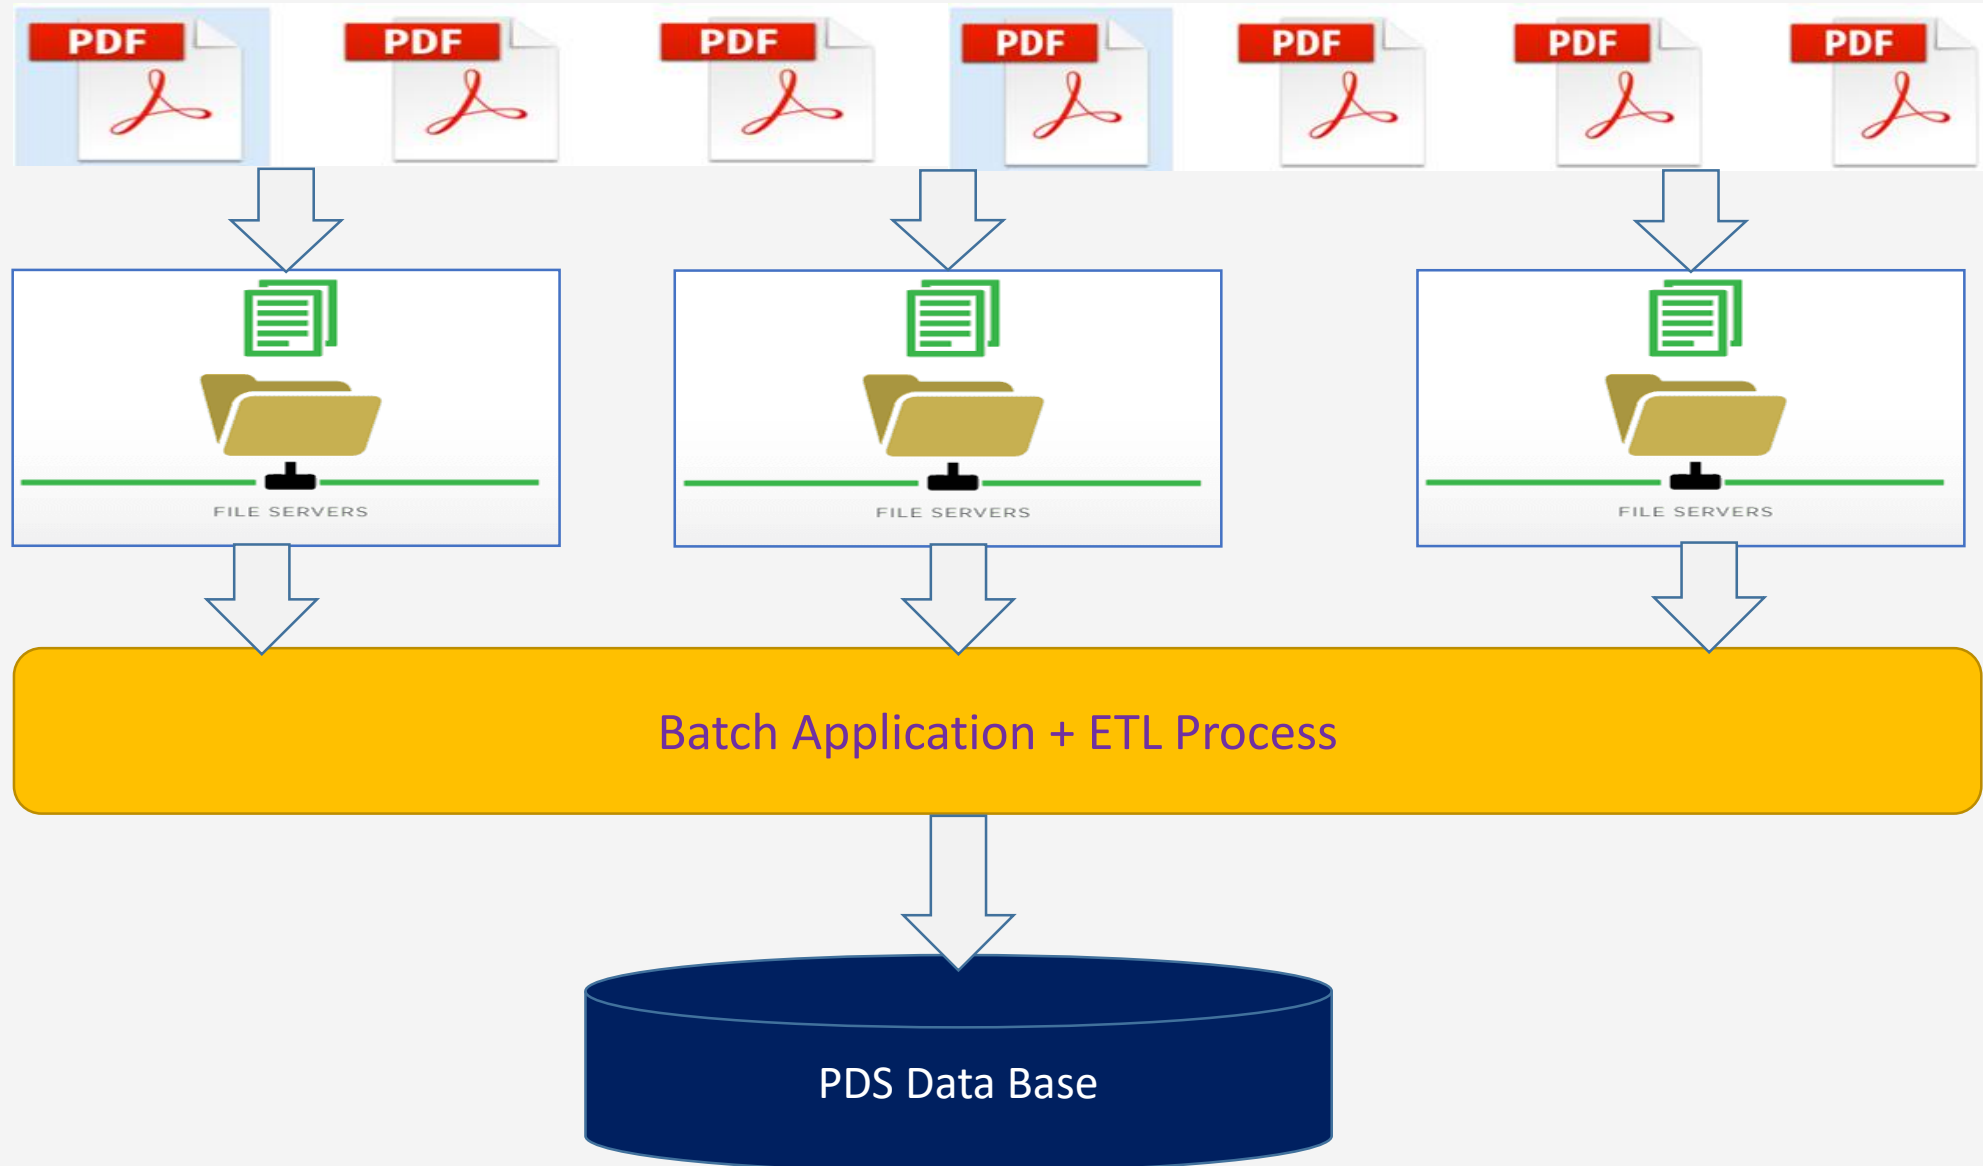 PDF PDF PDF PDF PDF PDF PDF
FILE SERVERS FILE SERVERS FILE SERVERS
Batch Application + ETL Process
PDS Data Base